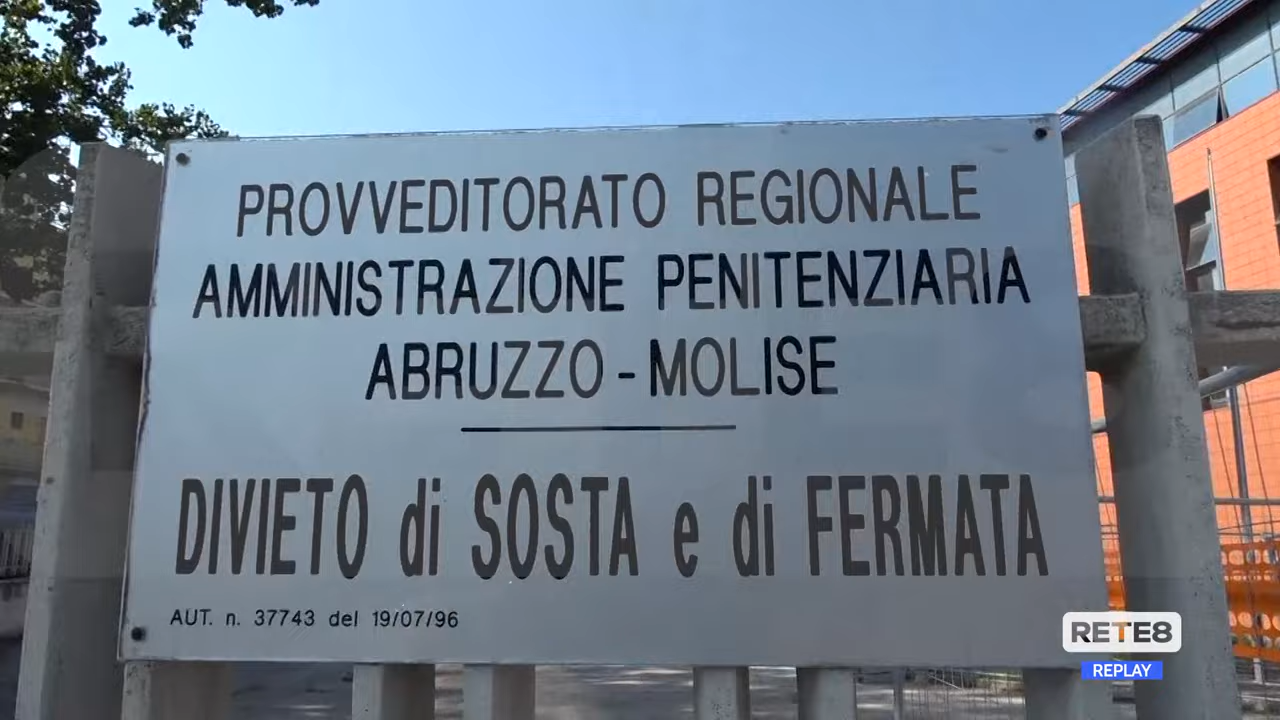 PROVVEDITORATO REGIONALE
AMMINISTRAZIONE PENITENZIARIA
ABRUZZO - MOLISE
DIVIETO di SOSTA e di FERMATA
AUT. n. 37743 del 19/07/96
RETE8
REPLAY